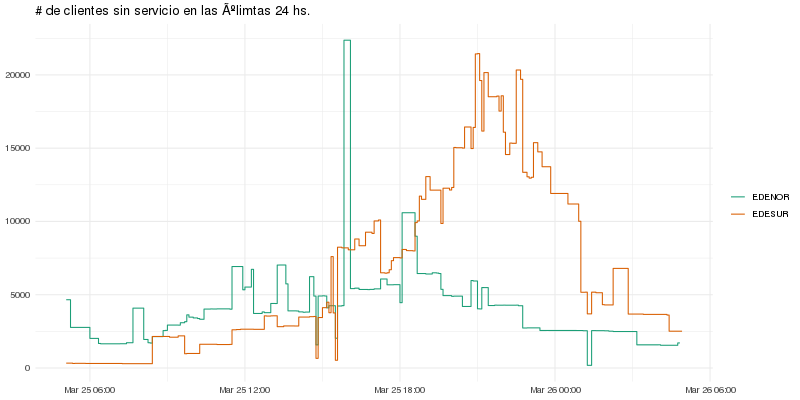 # de clientes sin servicio en las Ãºlimtas 24 hs.
20000
15000
10000
5000
0
Mar 25 06:00
Mar 25 12:00
Mar 25 18:00
Mar 26 00:00
Mar 26 06:00
EDENOR
EDESUR